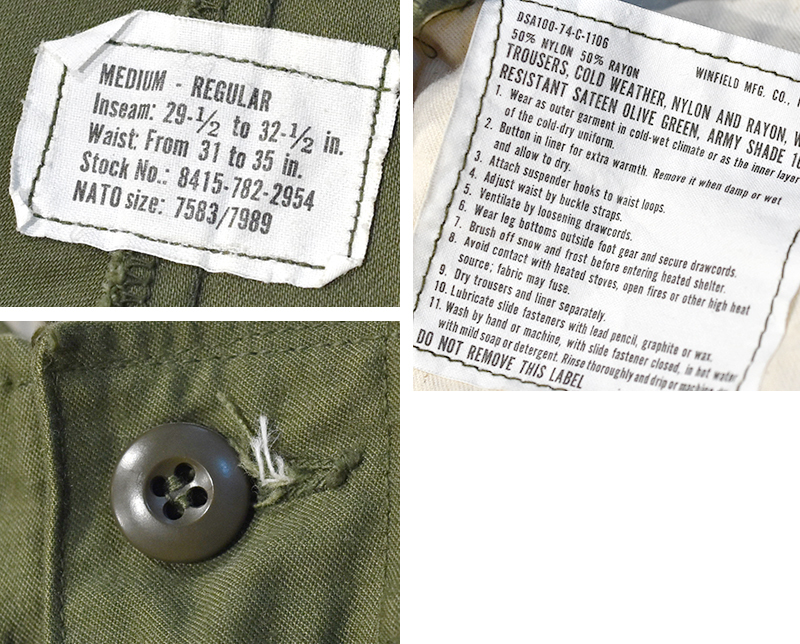 MEDIUM - REGULAR
Inseam: 29-1/2 to 32-1/2 in.
Waist: From 31 to 35 in.
Stock No.: 8415-782-2954
NATO size: 7583/7989
DSA100-74-C-1106
50% NYLON 50% RAYON WINFIELD MFG. CO.,
TROUSERS, COLD WEATHER, NYLON AND RAYON,
RESISTANT SATEEN OLIVE GREEN, ARMY SHADE
1. Wear as outer garment in cold-wet climate or as the inner layer
of the cold-dry uniform.
2. Button in liner for extra warmth. Remove it when damp or wet
and allow to dry.
3. Attach suspender hooks to waist loops.
4. Adjust waist by buckle straps.
5. Ventilate by loosening drawcords.
6. Wear leg bottoms outside foot gear and secure drawcords.
7. Brush off snow and frost before entering heated shelter.
8. Avoid contact with heated stoves, open fires or other high heat
source; fabric may fuse.
9. Dry trousers and liner separately.
10. Lubricate slide fasteners with lead pencil, graphite or wax.
11. Wash by hand or machine, with slide fastener closed, in hot water
with mild soap or detergent. Rinse thoroughly and drip or machine
DO NOT REMOVE THIS LABEL